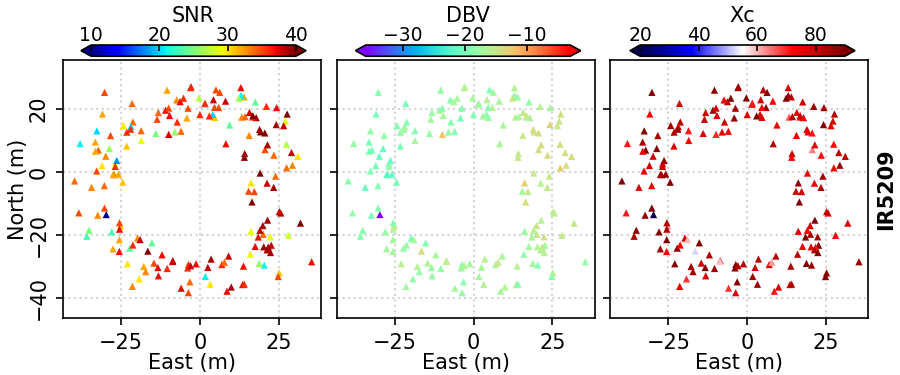 SNR DBV Xc
10 20 30 40 −30 −20 −10 20 40 60 80
20
0
−20
−40
North (m)
IR5209
−25 0 25 −25 0 25 −25 0 25
East (m) East (m) East (m)